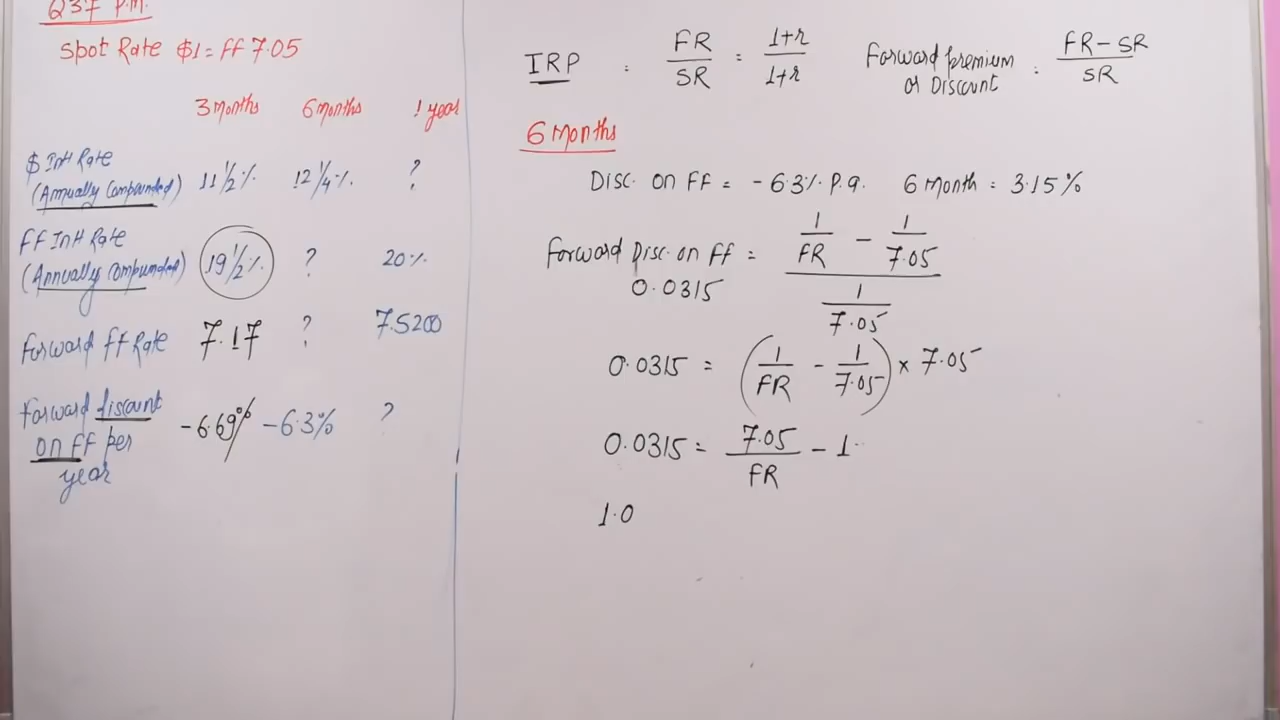 Q37 P.M.
Spot Rate $1 = FF 7.05
3 Months 6 Months 1 year
$ Int Rate
(Annually Compounded) 11 1/2 % 12 1/4 % ?
FF Int Rate
(Annually Compounded) 19 1/2 % ? 20 %
Forward FF Rate 7.17 ? 7.5200
Forward discount
on FF per
year
-6.69% -6.3% ?
IRP : FR/SR = 1+r/1+r
Forward premium or Discount : FR-SR/SR
6 Months
Disc. on FF = -6.3% P.a. 6 Month = 3.15%
Forward Disc. on FF = (1/FR - 1/7.05)/(1/7.05)
0.0315
0.0315 = (1/FR - 1/7.05) × 7.05
0.0315 = 7.05/FR - 1
1.0